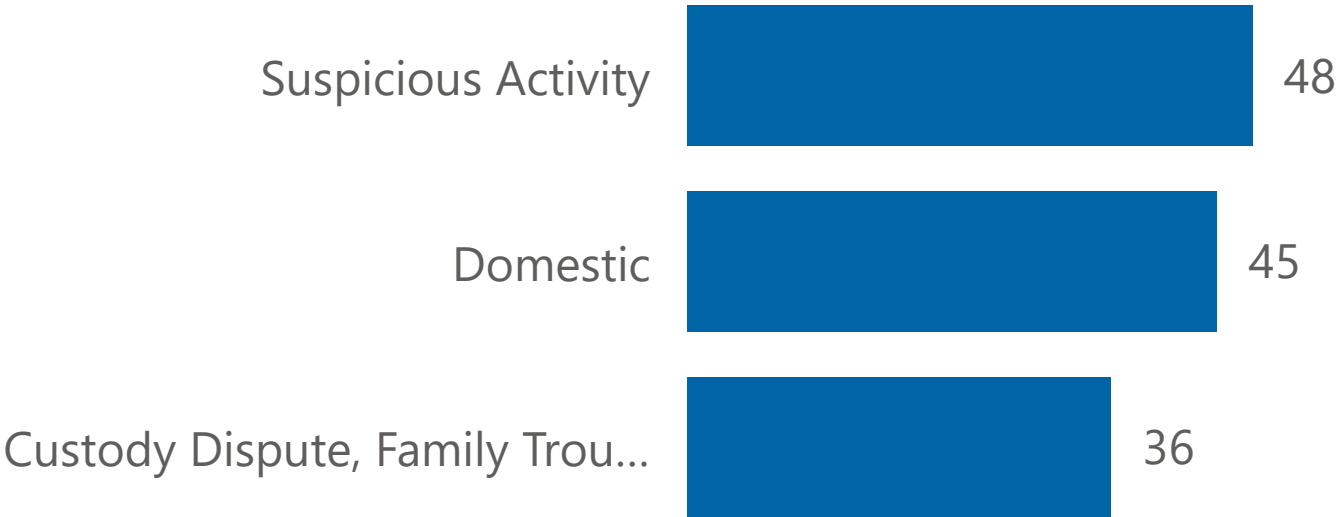 Suspicious Activity 48
Domestic 45
Custody Dispute, Family Trou... 36